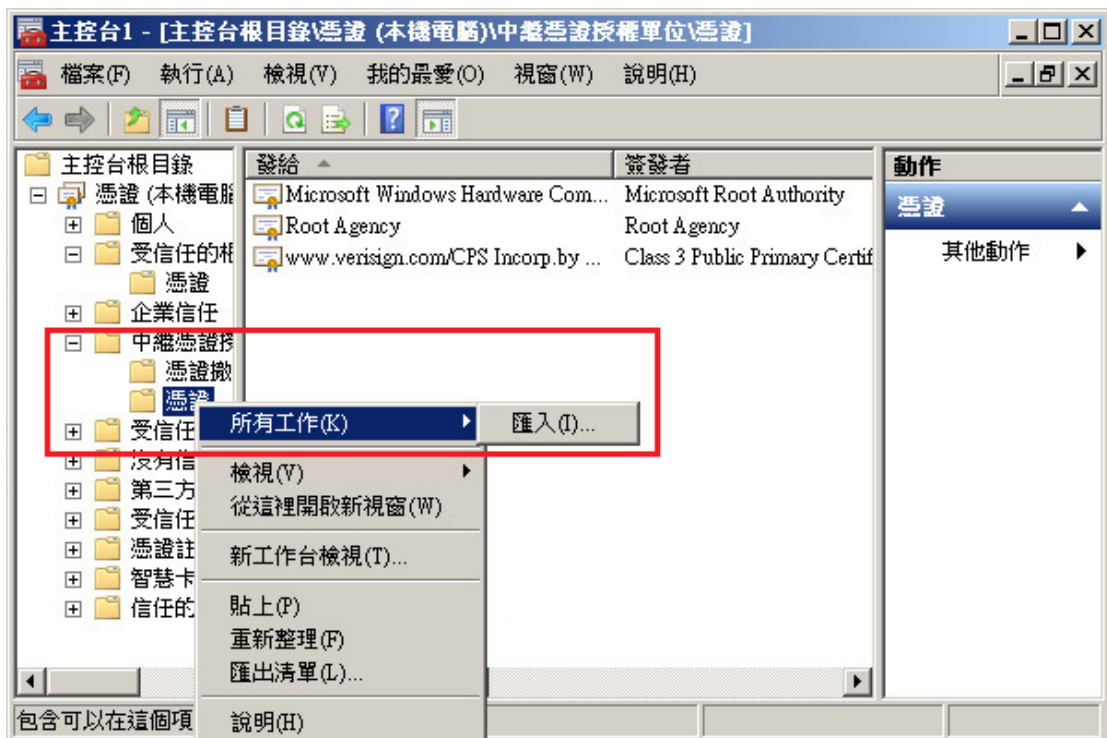 主控台1 - [主控台根目錄\憑證 (本機電腦)\中繼憑證授權單位\憑證]
檔案(F) 執行(A) 檢視(V) 我的最愛(O) 視窗(W) 說明(H)
主控台根目錄
憑證 (本機電腦
個人
受信任的根
憑證
企業信任
中繼憑證授
憑證撤
憑證
受信任
沒有信
第三方
受信任
憑證註
智慧卡
信任的
發給 簽發者
Microsoft Windows Hardware Com... Microsoft Root Authority
Root Agency Root Agency
www.verisign.com/CPS Incorp.by ... Class 3 Public Primary Certif
動作
憑證
其他動作
所有工作(K)
匯入(I)...
檢視(V)
從這裡開啟新視窗(W)
新工作台檢視(T)...
貼上(P)
重新整理(F)
匯出清單(L)...
說明(H)
包含可以在這個項